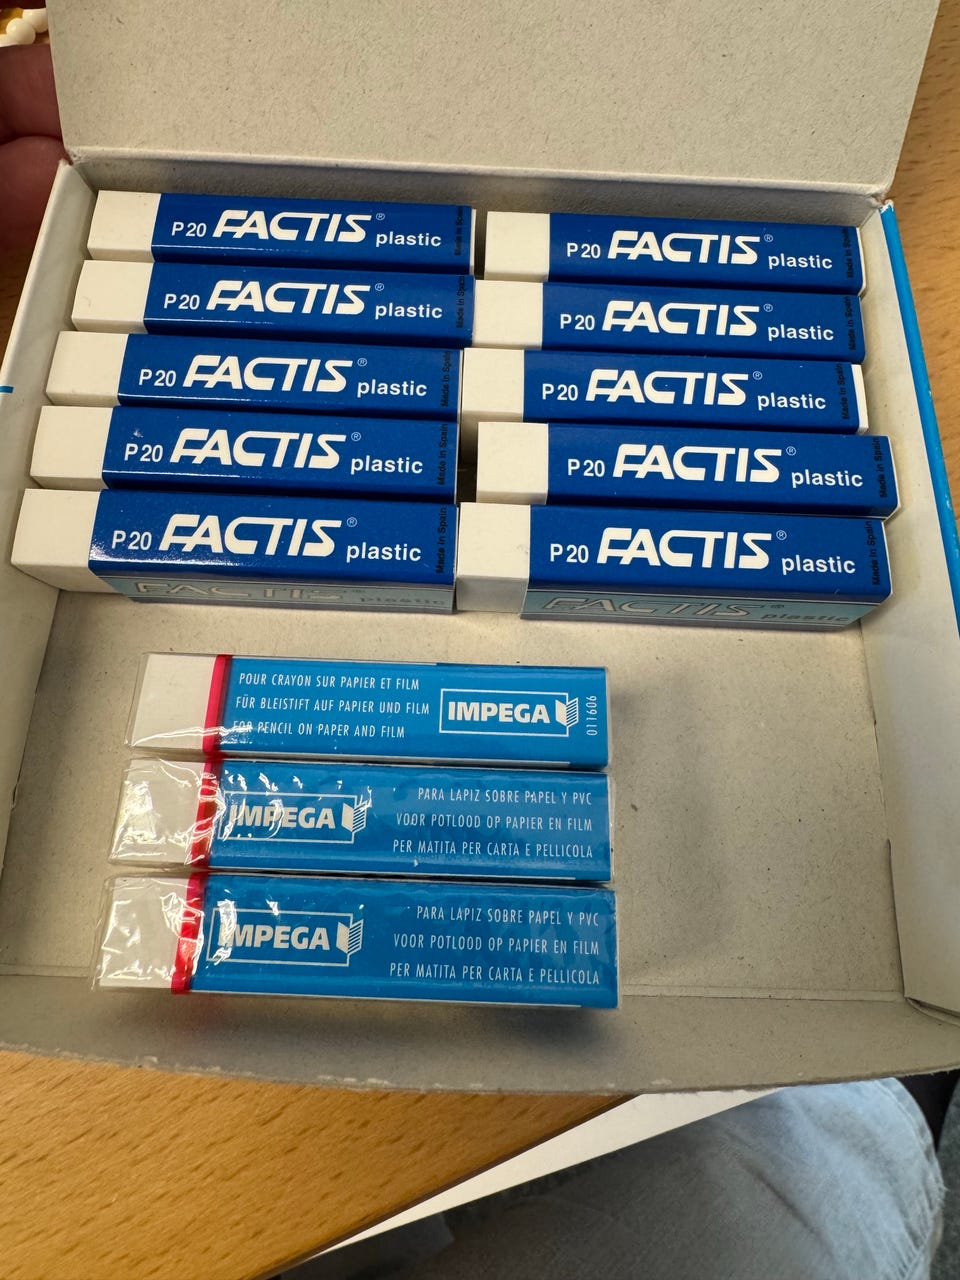 P20 FACTIS® plastic Made in Spain
P20 FACTIS® plastic Made in Spain
P20 FACTIS® plastic Made in Spain
P20 FACTIS® plastic Made in Spain
P20 FACTIS® plastic Made in Spain
P20 FACTIS® plastic Made in Spain
P20 FACTIS® plastic Made in Spain
P20 FACTIS® plastic Made in Spain
P20 FACTIS® plastic Made in Spain
P20 FACTIS® plastic Made in Spain
FACTIS® plastic
FACTIS® plastic
POUR CRAYON SUR PAPIER ET FILM
FÜR BLEISTIFT AUF PAPIER UND FILM
FOR PENCIL ON PAPER AND FILM
IMPEGA
011606
IMPEGA
PARA LAPIZ SOBRE PAPEL Y PVC
VOOR POTLOOD OP PAPIER EN FILM
PER MATITA PER CARTA E PELLICOLA
IMPEGA
PARA LAPIZ SOBRE PAPEL Y PVC
VOOR POTLOOD OP PAPIER EN FILM
PER MATITA PER CARTA E PELLICOLA